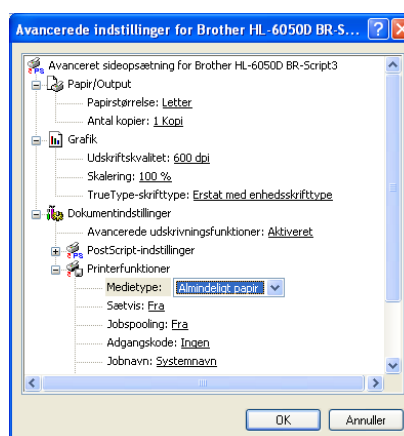 Avancerede indstillinger for Brother HL-6050D BR-S...
Avanceret sideopsætning for Brother HL-6050D BR-Script3
Papir/Output
Papirstørrelse: Letter
Antal kopier: 1 Kopi
Grafik
Udskriftskvalitet: 600 dpi
Skalering: 100 %
TrueType-skrifttype: Erstat med enhedsskrifttype
Dokumentindstillinger
Avancerede udskrivningsfunktioner: Aktiveret
PostScript-indstillinger
Printerfunktioner
Medietype: Almindeligt papir
Sætvis: Fra
Jobspooling: Fra
Adgangskode: Ingen
Jobnavn: Systemnavn
OK Annuller